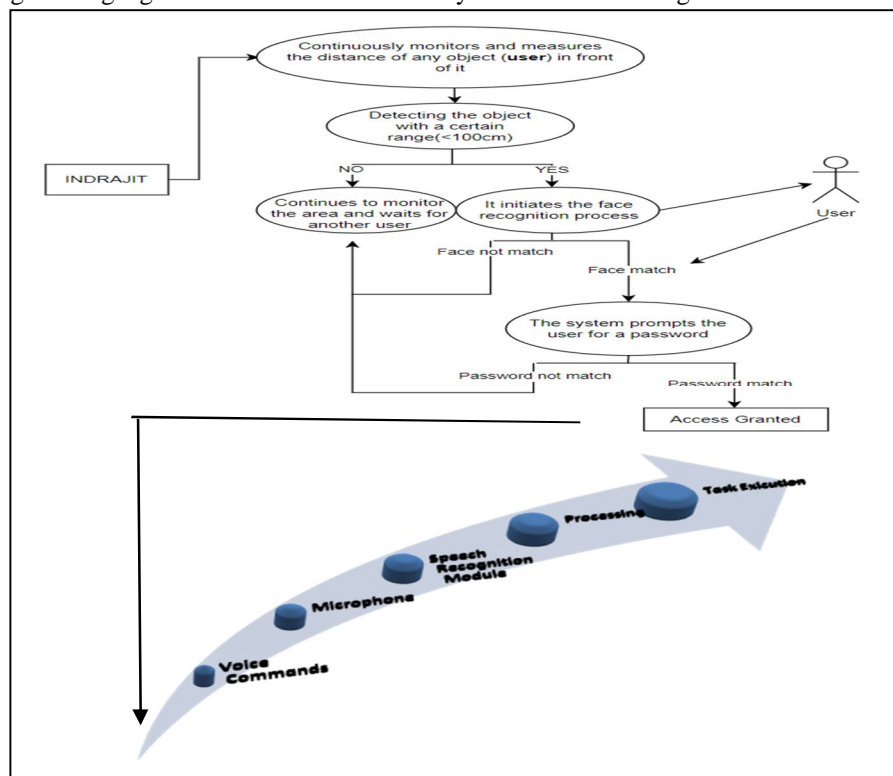 Continuously monitors and measures
the distance of any object (user) in front
of it
Detecting the object
with a certain
range(<100cm)
NO
YES
INDRAJIT
Continues to monitor
the area and waits for
another user
It initiates the face
recognition process
User
Face not match
Face match
The system prompts the
user for a password
Password not match
Password match
Access Granted
Task Exicution
Processing
Speech
Recognition
Module
Microphone
Voice
Commands